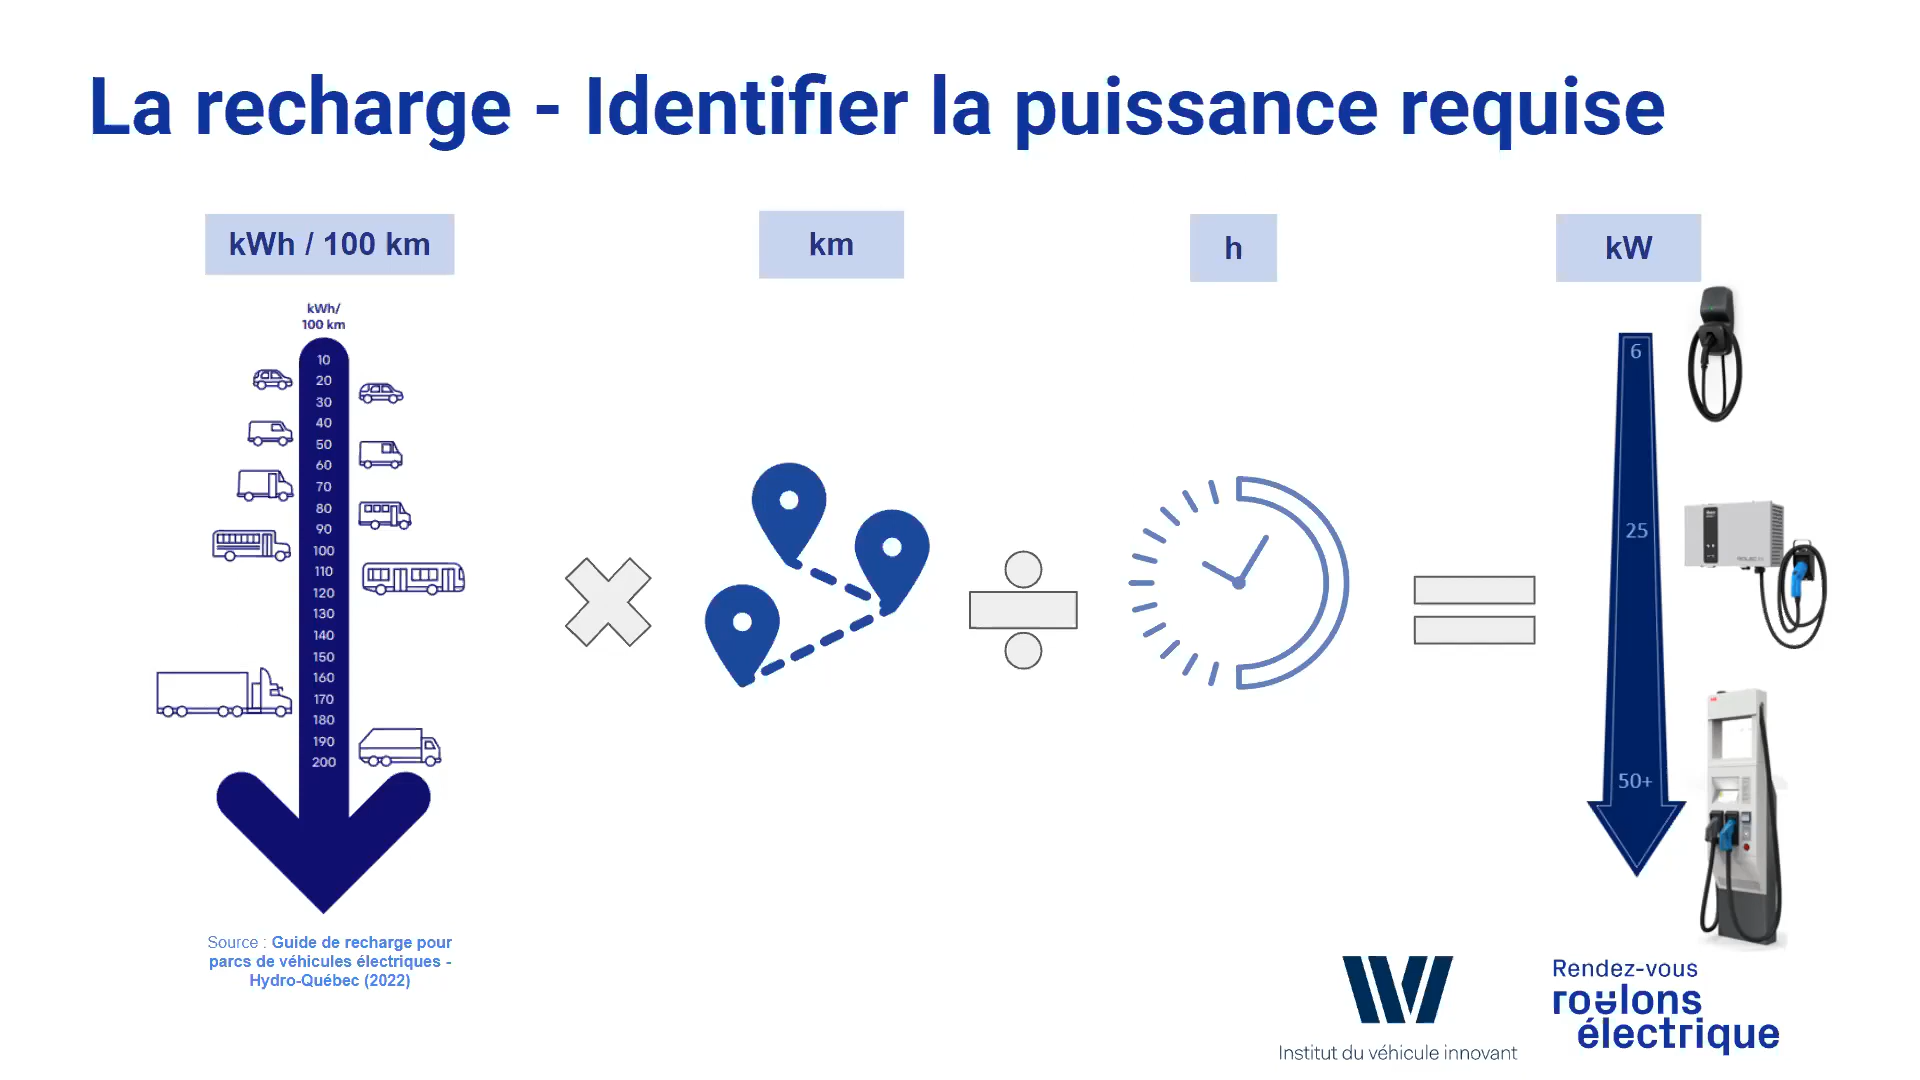 La recharge - Identifier la puissance requise
kWh / 100 km
km
h
kW
kWh/
100 km
10
20
30
40
50
60
70
80
90
100
110
120
130
140
150
160
170
180
190
200
6
25
50+
Source : Guide de recharge pour
parcs de véhicules électriques -
Hydro-Québec (2022)
Institut du véhicule innovant
Rendez-vous
roulons
électrique